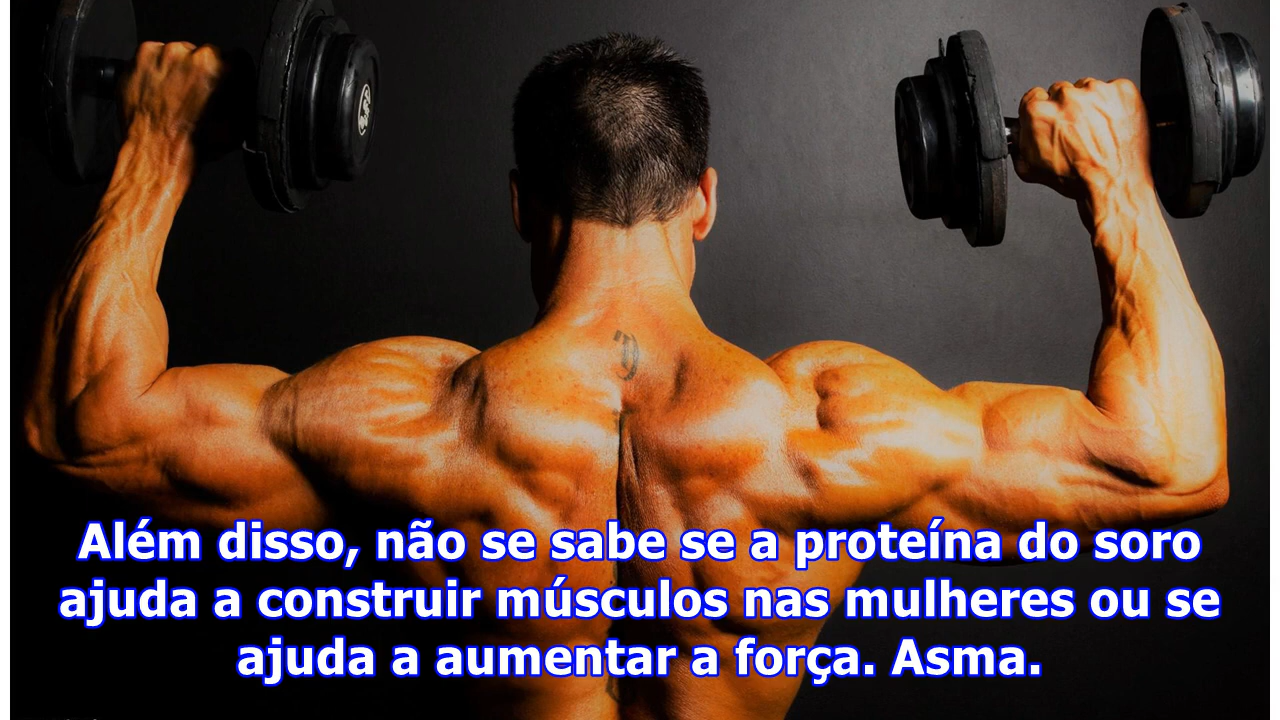 Além disso, não se sabe se a proteína do soro
ajuda a construir músculos nas mulheres ou se
ajuda a aumentar a força. Asma.